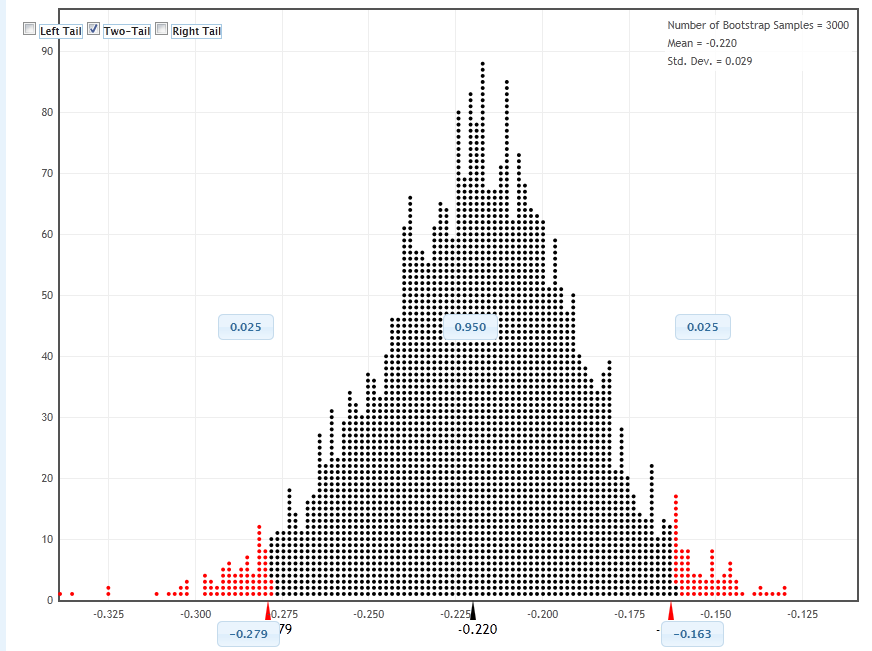 Left Tail Two-Tail Right Tail
Number of Bootstrap Samples = 3000
Mean = -0.220
Std. Dev. = 0.029
90
80
70
60
50
40
30
20
10
0
0.025 0.950 0.025
-0.325 -0.300 -0.275 -0.250 -0.225 -0.200 -0.175 -0.150 -0.125
-0.279 79 -0.220 - -0.163